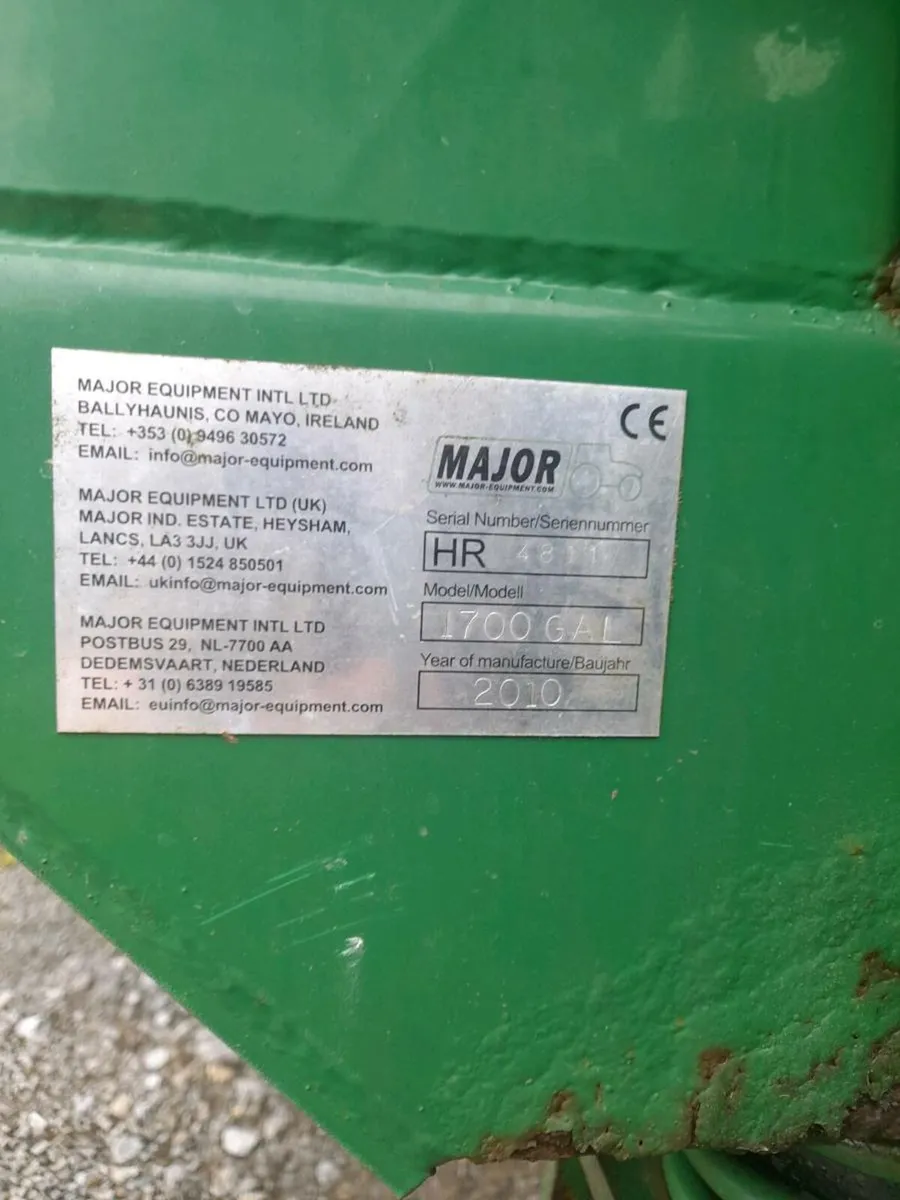 MAJOR EQUIPMENT INTL LTD
BALLYHAUNIS, CO MAYO, IRELAND
TEL: +353 (0) 9496 30572
EMAIL: info@major-equipment.com
MAJOR EQUIPMENT LTD (UK)
MAJOR IND. ESTATE, HEYSHAM,
LANCS, LA3 3JJ, UK
TEL: +44 (0) 1524 850501
EMAIL: ukinfo@major-equipment.com
MAJOR EQUIPMENT INTL LTD
POSTBUS 29, NL-7700 AA
DEDEMSVAART, NEDERLAND
TEL: + 31 (0) 6389 19585
EMAIL: euinfo@major-equipment.com
CE
MAJOR
WWW.MAJOR-EQUIPMENT.COM
Serial Number/Seriennummer
HR
Model/Modell
1700 GAL
Year of manufacture/Baujahr
2010